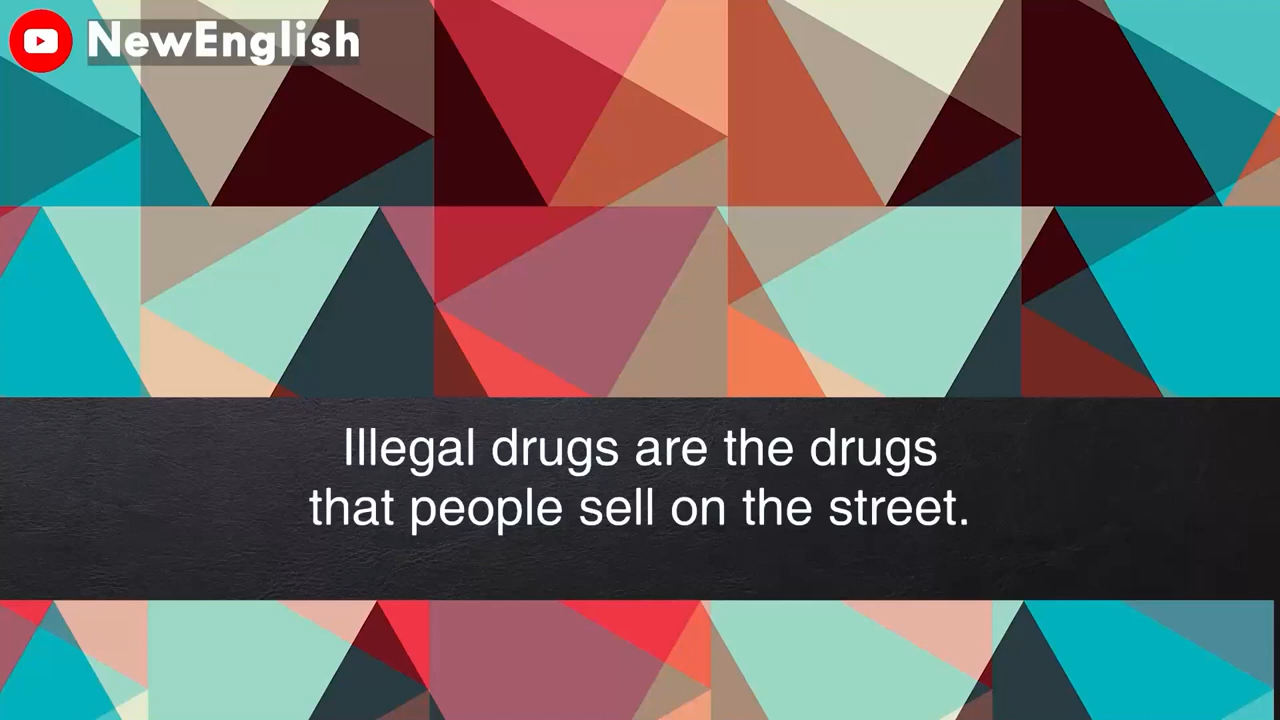 NewEnglish
Illegal drugs are the drugs
that people sell on the street.